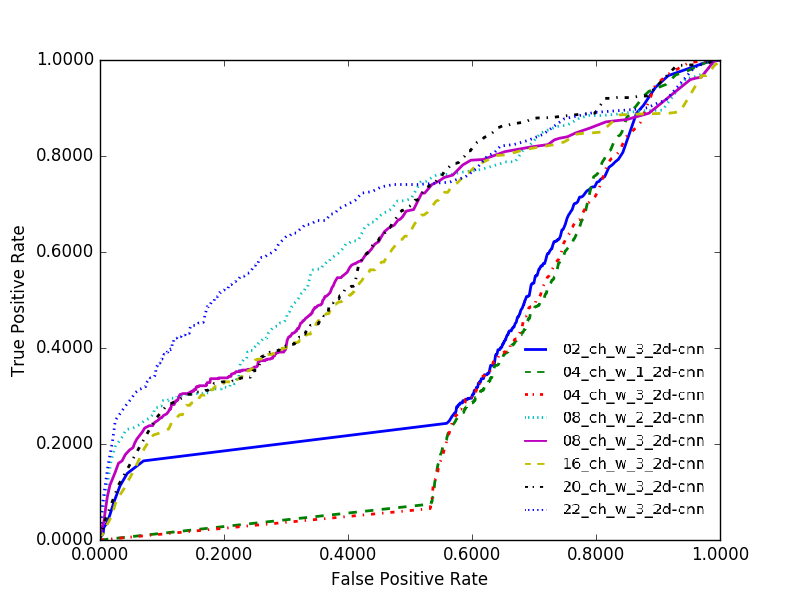 1.0000
0.8000
0.6000
0.4000
0.2000
0.0000
True Positive Rate
02_ch_w_3_2d-cnn
04_ch_w_1_2d-cnn
04_ch_w_3_2d-cnn
08_ch_w_2_2d-cnn
08_ch_w_3_2d-cnn
16_ch_w_3_2d-cnn
20_ch_w_3_2d-cnn
22_ch_w_3_2d-cnn
0.0000 0.2000 0.4000 0.6000 0.8000 1.0000
False Positive Rate